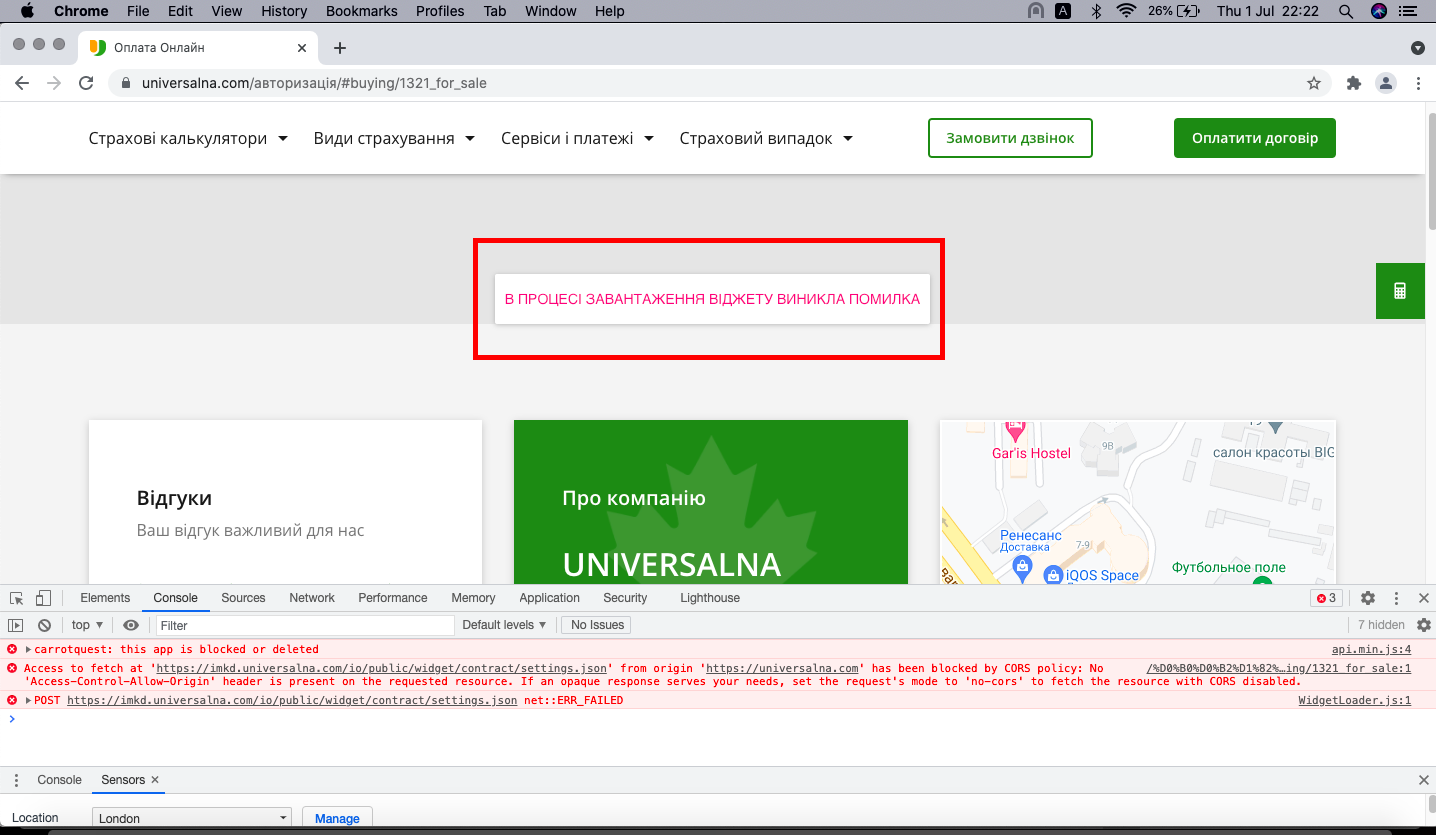 Chrome File Edit View History Bookmarks Profiles Tab Window Help A 26% Thu 1 Jul 22:22
Оплата Онлайн
universalna.com/авторизація/#buying/1321_for_sale
Страхові калькулятори Види страхування Сервіси і платежі Страховий випадок Замовити дзвінок Оплатити договір
В ПРОЦЕСІ ЗАВАНТАЖЕННЯ ВІДЖЕТУ ВИНИКЛА ПОМИЛКА
Відгуки
Ваш відгук важливий для нас
Про компанію
UNIVERSALNA
9В
Gar'is Hostel
салон красоты BIG
Ренесанс
Доставка
7-9
iQOS Space
Футбольное поле
Elements Console Sources Network Performance Memory Application Security Lighthouse 3
top Filter Default levels No Issues 7 hidden
carrotquest: this app is blocked or deleted api.min.js:4
Access to fetch at 'https://imkd.universalna.com/io/public/widget/contract/settings.json' from origin 'https://universalna.com' has been blocked by CORS policy: No /%D0%B0%D0%B2%D1%82%…ing/1321_for_sale:1
'Access-Control-Allow-Origin' header is present on the requested resource. If an opaque response serves your needs, set the request's mode to 'no-cors' to fetch the resource with CORS disabled.
POST https://imkd.universalna.com/io/public/widget/contract/settings.json net::ERR_FAILED WidgetLoader.js:1
Console Sensors
Location London Manage